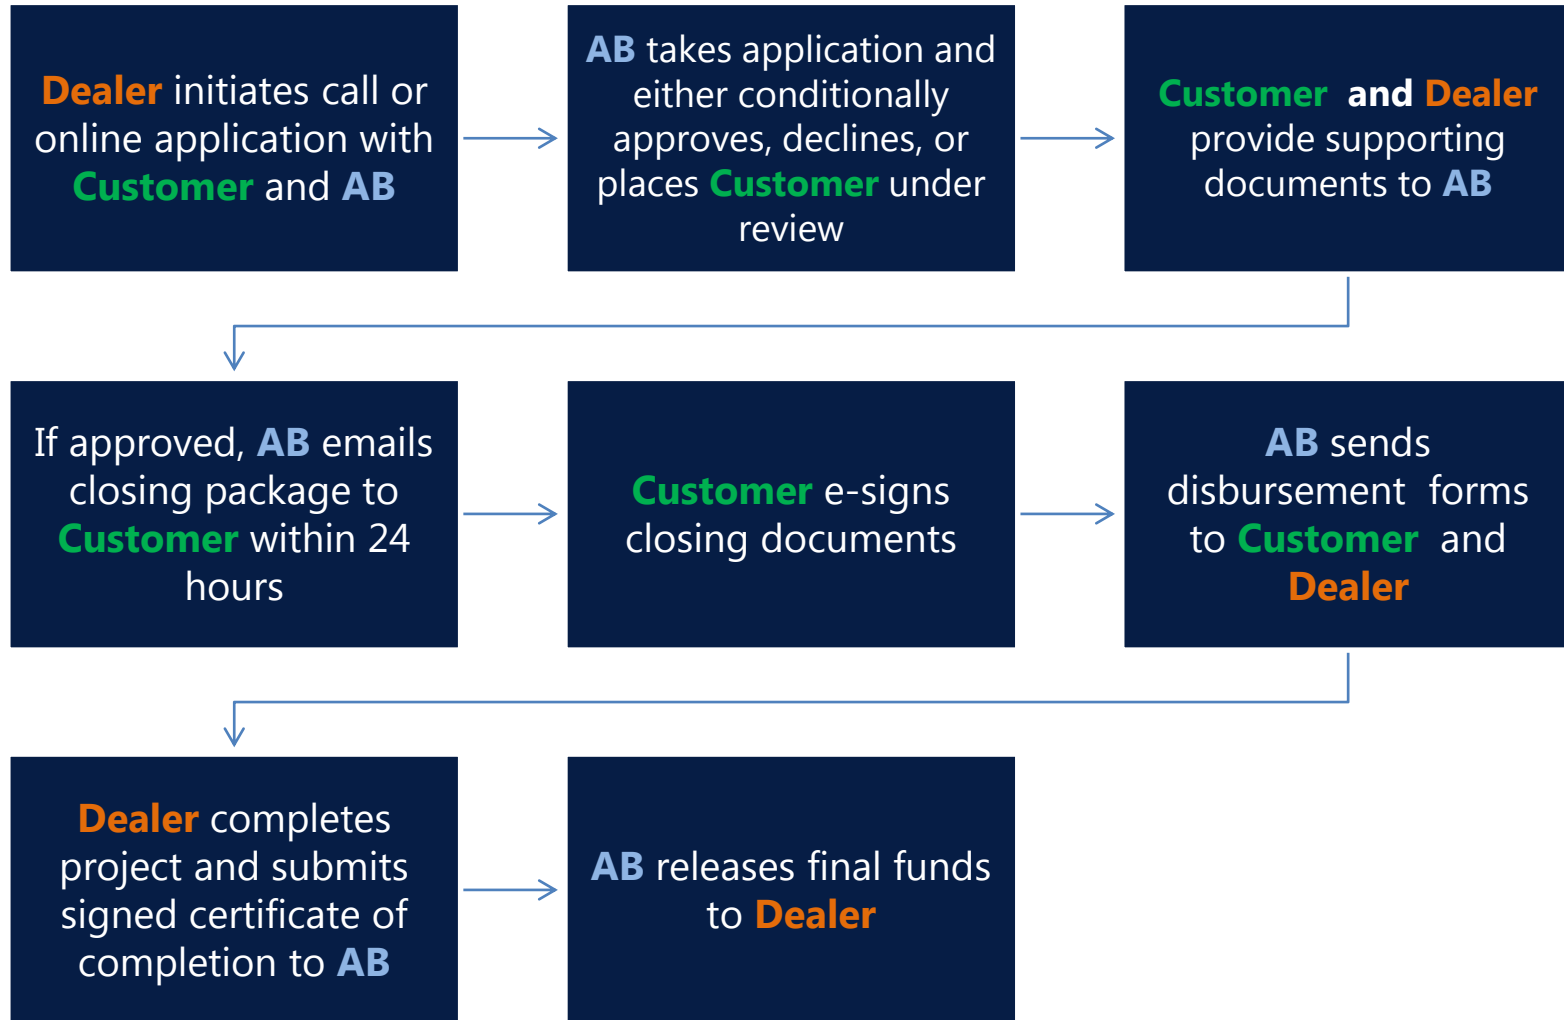 Dealer initiates call or
online application with
Customer and AB
AB takes application and
either conditionally
approves, declines, or
places Customer under
review
Customer and Dealer
provide supporting
documents to AB
If approved, AB emails
closing package to
Customer within 24
hours
Customer e-signs
closing documents
AB sends
disbursement forms
to Customer and
Dealer
Dealer completes
project and submits
signed certificate of
completion to AB
AB releases final funds
to Dealer